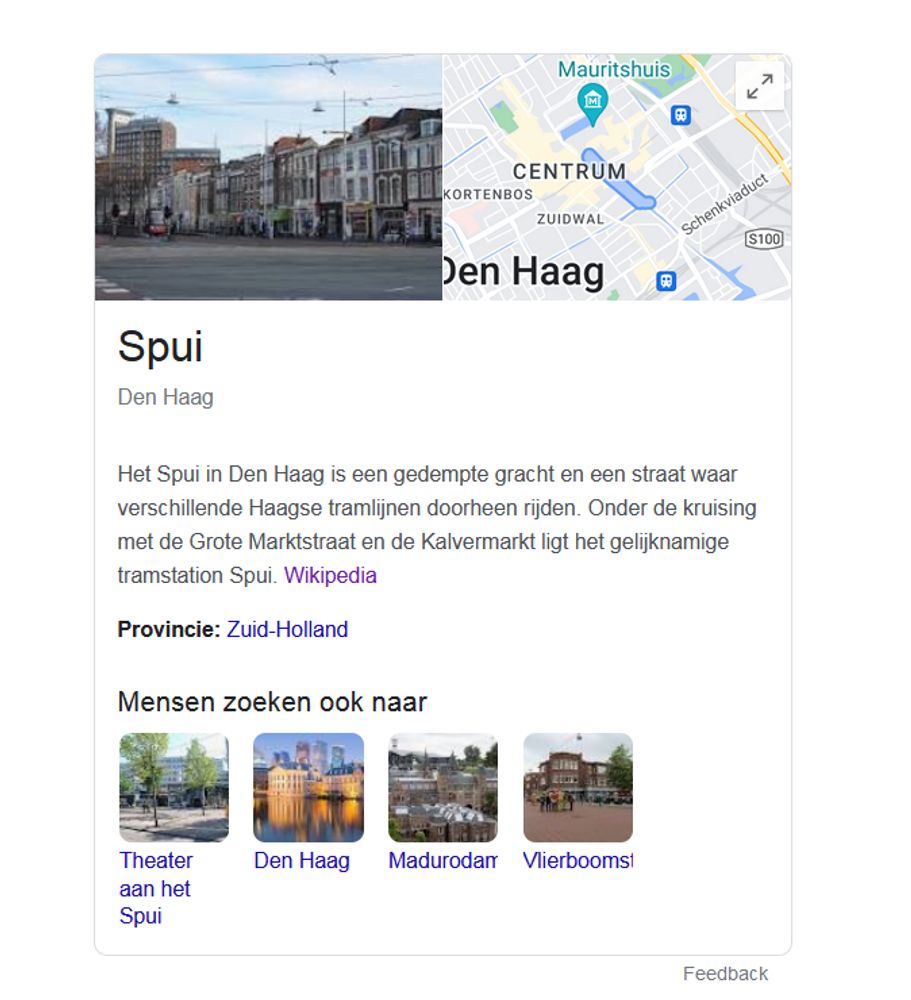 Mauritshuis
CENTRUM
KORTENBOS
ZUIDWAL
Schenkviaduct
S100
Den Haag
Spui
Den Haag
Het Spui in Den Haag is een gedempte gracht en een straat waar
verschillende Haagse tramlijnen doorheen rijden. Onder de kruising
met de Grote Marktstraat en de Kalvermarkt ligt het gelijknamige
tramstation Spui. Wikipedia
Provincie: Zuid-Holland
Mensen zoeken ook naar
Theater
aan het
Spui
Den Haag
Madurodam
Vlierboomst
Feedback